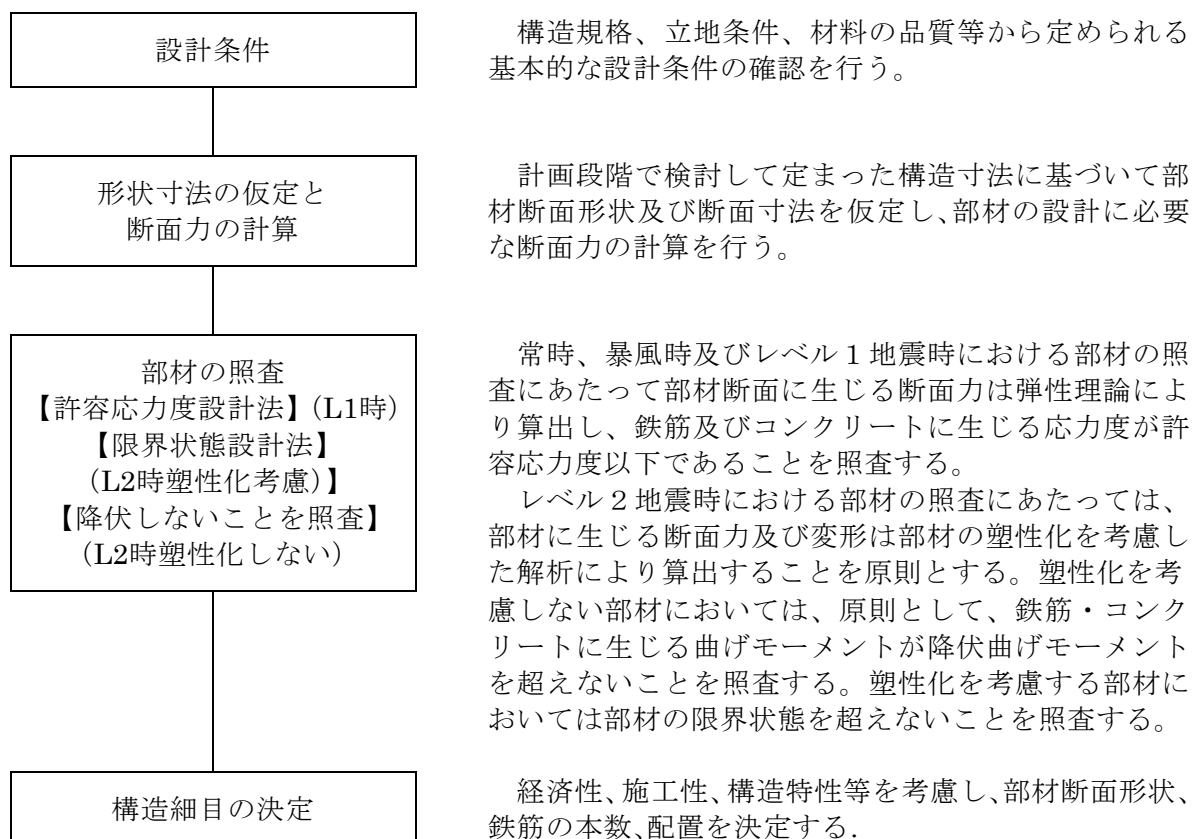 設計条件
構造規格、立地条件、材料の品質等から定められる
基本的な設計条件の確認を行う。
形状寸法の仮定と
断面力の計算
計画段階で検討して定まった構造寸法に基づいて部
材断面形状及び断面寸法を仮定し、部材の設計に必要
な断面力の計算を行う。
部材の照査
【許容応力度設計法】(L1時)
【限界状態設計法】
(L2時塑性化考慮)】
【降伏しないことを照査】
(L2時塑性化しない)
常時、暴風時及びレベル1地震時における部材の照
査にあたって部材断面に生じる断面力は弾性理論によ
り算出し、鉄筋及びコンクリートに生じる応力度が許
容応力度以下であることを照査する。
レベル2地震時における部材の照査にあたっては、
部材に生じる断面力及び変形は部材の塑性化を考慮し
た解析により算出することを原則とする。塑性化を考
慮しない部材においては、原則として、鉄筋・コンク
リートに生じる曲げモーメントが降伏曲げモーメント
を超えないことを照査する。塑性化を考慮する部材に
おいては部材の限界状態を超えないことを照査する。
構造細目の決定
経済性、施工性、構造特性等を考慮し、部材断面形状、
鉄筋の本数、配置を決定する.